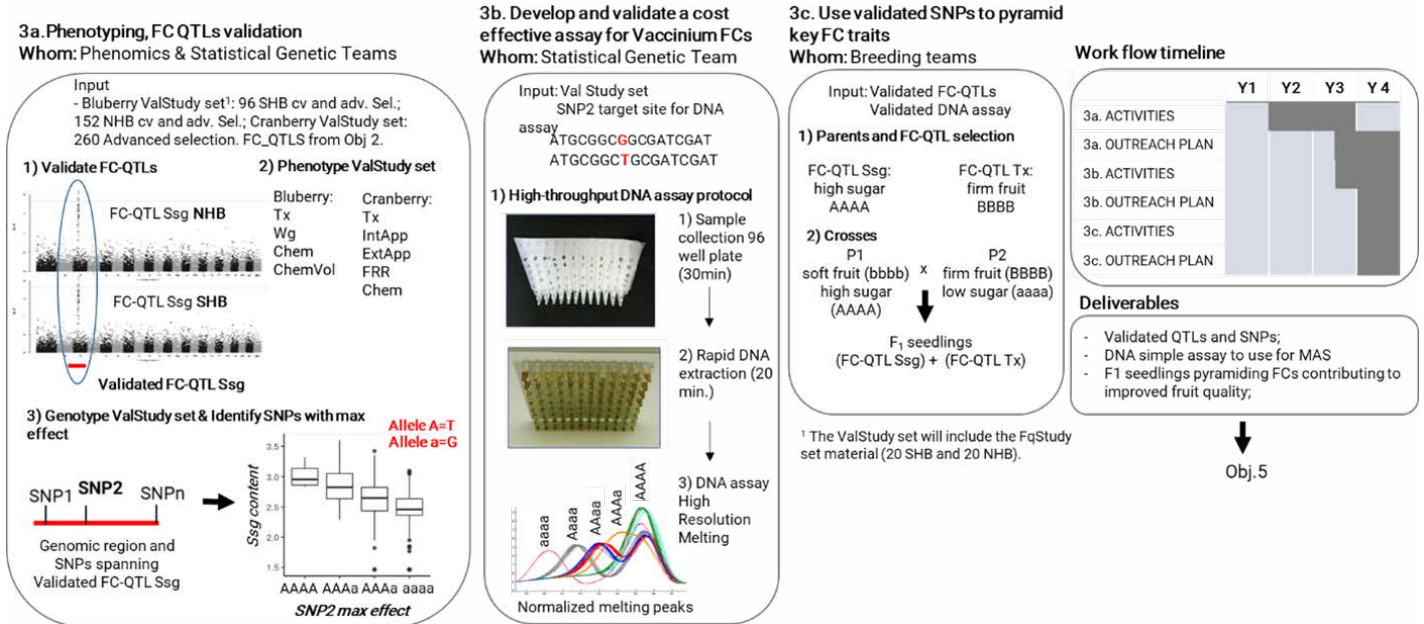 3a.Phenotyping, FC QTLs validation
Whom: Phenomics & Statistical Genetic Teams
Input
- Bluberry ValStudy set¹: 96 SHB cv and adv. Sel.;
152 NHB cv and adv. Sel.; Cranberry ValStudy set:
260 Advanced selection. FC_QTLS from Obj 2.
1) Validate FC-QTLs
FC-QTL Ssg NHB
FC-QTL Ssg SHB
Validated FC-QTL Ssg
2) Phenotype ValStudy set
Bluberry:
Tx
Wg
Chem
ChemVol
Cranberry:
Tx
IntApp
ExtApp
FRR
Chem
3) Genotype ValStudy set & Identify SNPs with max
effect
Allele A=T
Allele a=G
SNP1 SNP2 SNPn
Genomic region and
SNPs spanning
Validated FC-QTL Ssg
Ssg content
3.5
3.0
2.5
2.0
1.5
AAAA AAAa AAAa aaaa
SNP2 max effect
3b. Develop and validate a cost
effective assay for Vaccinium FCs
Whom: Statistical Genetic Team
Input: Val Study set
SNP2 target site for DNA
assay
ATGCGGCGGCGATCGAT
ATGCGGCTGCGATCGAT
1) High-throughput DNA assay protocol
1) Sample
collection 96
well plate
(30min)
2) Rapid DNA
extraction (20
min.)
3) DNA assay
High
Resolution
Melting
aaaa
Aaaa
AAaa
AAAa
AAAA
Normalized melting peaks
3c. Use validated SNPs to pyramid
key FC traits
Whom: Breeding teams
Input: Validated FC-QTLs
Validated DNA assay
1) Parents and FC-QTL selection
FC-QTL Ssg:
high sugar
AAAA
FC-QTL Tx:
firm fruit
BBBB
2) Crosses
P1
soft fruit (bbbb)
high sugar
(AAAA)
x
P2
firm fruit (BBBB)
low sugar (aaaa)
F₁ seedlings
(FC-QTL Ssg) + (FC-QTL Tx)
¹ The ValStudy set will include the FqStudy
set material (20 SHB and 20 NHB).
Work flow timeline
Y1 Y2 Y3 Y 4
3a. ACTIVITIES
3a. OUTREACH PLAN
3b. ACTIVITIES
3b. OUTREACH PLAN
3c. ACTIVITIES
3c. OUTREACH PLAN
Deliverables
- Validated QTLs and SNPs;
- DNA simple assay to use for MAS
- F1 seedlings pyramiding FCs contributing to
improved fruit quality;
Obj.5